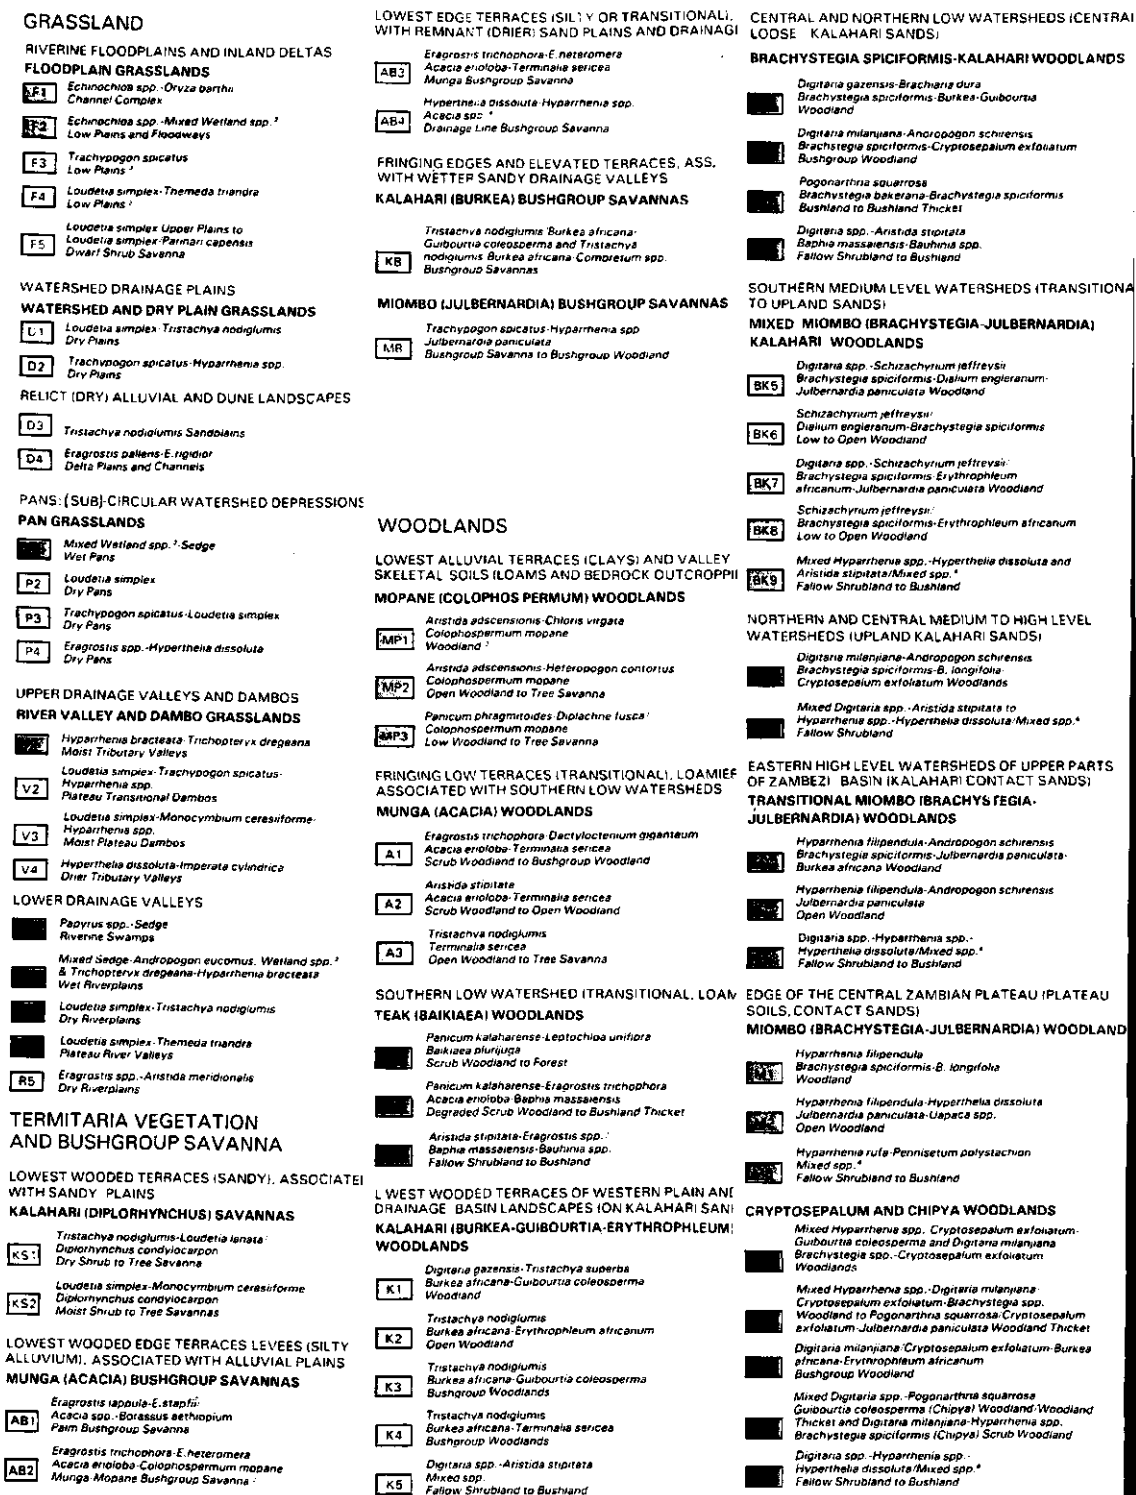 GRASSLAND
RIVERINE FLOODPLAINS AND INLAND DELTAS
FLOODPLAIN GRASSLANDS
F1
Echinochloa spp.-Oryza barthii
Channel Complex
F2
Echinochloa spp.-Mixed Wetland spp.³
Low Plains and Floodways
F3
Trachypogon spicatus
Low Plains
F4
Loudetia simplex-Themeda triandra
Low Plains
F5
Loudetia simplex Upper Plains to
Loudetia simplex-Parinari capensis
Dwarf Shrub Savanna
WATERSHED DRAINAGE PLAINS
WATERSHED AND DRY PLAIN GRASSLANDS
D1
Loudetia simplex-Tristachya nodiglumis
Dry Plains
D2
Trachypogon spicatus-Hyparrhenia spp.
Dry Plains
RELICT (DRY) ALLUVIAL AND DUNE LANDSCAPES
D3
Tristachya nodiglumis Sandplains
D4
Eragrostis pallens-E.rigidior
Delta Plains and Channels
PANS: (SUB)-CIRCULAR WATERSHED DEPRESSIONS
PAN GRASSLANDS
Mixed Wetland spp.³-Sedge
Wet Pans
P2
Loudetia simplex
Dry Pans
P3
Trachypogon spicatus-Loudetia simplex
Dry Pans
P4
Eragrostis spp.-Hyperthelia dissoluta
Dry Pans
UPPER DRAINAGE VALLEYS AND DAMBOS
RIVER VALLEY AND DAMBO GRASSLANDS
Hyparrhenia bracteata-Trichopteryx dregeana
Moist Tributary Valleys
V2
Loudetia simplex-Trachypogon spicatus-
Hyparrhenia spp.
Plateau Transitional Dambos
V3
Loudetia simplex-Monocymbium ceresiiforme-
Hyparrhenia spp.
Moist Plateau Dambos
V4
Hyperthelia dissoluta-Imperata cylindrica
Drier Tributary Valleys
LOWER DRAINAGE VALLEYS
Papyrus spp.-Sedge
Riverine Swamps
Mixed Sedge-Andropogon eucomus, Wetland spp.³
& Trichopteryx dregeana-Hyparrhenia bracteata
Wet Riverplains
Loudetia simplex-Tristachya nodiglumis
Dry Riverplains
Loudetia simplex-Themeda triandra
Plateau River Valleys
R5
Eragrostis spp.-Aristida meridionalis
Dry Riverplains
TERMITARIA VEGETATION
AND BUSHGROUP SAVANNA
LOWEST WOODED TERRACES (SANDY), ASSOCIATE
WITH SANDY PLAINS
KALAHARI (DIPLORHYNCHUS) SAVANNAS
KS1
Tristachya nodiglumis-Loudetia lanata
Diplorhynchus condylocarpon
Dry Shrub to Tree Savanna
KS2
Loudetia simplex-Monocymbium ceresiiforme
Diplorhynchus condylocarpon
Moist Shrub to Tree Savannas
LOWEST WOODED EDGE TERRACES LEVEES (SILTY
ALLUVIUM), ASSOCIATED WITH ALLUVIAL PLAINS
MUNGA (ACACIA) BUSHGROUP SAVANNAS
AB1
Eragrostis lappula-E.stapfii
Acacia spp.-Borassus aethiopium
Palm Bushgroup Savanna
AB2
Eragrostis trichophora-E.heteromera
Acacia erioloba-Colophospermum mopane
Munga-Mopane Bushgroup Savanna
LOWEST EDGE TERRACES (SILTY OR TRANSITIONAL),
WITH REMNANT (DRIER) SAND PLAINS AND DRAINAGI
AB3
Eragrostis trichophora-E.heteromera
Acacia erioloba-Terminalia sericea
Munga Bushgroup Savanna
AB4
Hyperthelia dissoluta-Hyparrhenia spp.
Acacia spp.⁴
Drainage Line Bushgroup Savanna
FRINGING EDGES AND ELEVATED TERRACES, ASS.
WITH WETTER SANDY DRAINAGE VALLEYS
KALAHARI (BURKEA) BUSHGROUP SAVANNAS
KB
Tristachya nodiglumis/Burkea africana-
Guibourtia coleosperma and Tristachya
nodiglumis Burkea africana-Combretum spp.
Bushgroup Savannas
MIOMBO (JULBERNARDIA) BUSHGROUP SAVANNAS
MB
Trachypogon spicatus-Hyparrhenia spp
Julbernardia paniculata
Bushgroup Savanna to Bushgroup Woodland
WOODLANDS
LOWEST ALLUVIAL TERRACES (CLAYS) AND VALLEY
SKELETAL SOILS (LOAMS AND BEDROCK OUTCROPPII
MOPANE (COLOPHOS PERMUM) WOODLANDS
MP1
Aristida adscensionis-Chloris virgata
Colophospermum mopane
Woodland
MP2
Aristida adscensionis-Heteropogon contortus
Colophospermum mopane
Open Woodland to Tree Savanna
MP3
Panicum phragmitoides-Diplachne fusca
Colophospermum mopane
Low Woodland to Tree Savanna
FRINGING LOW TERRACES (TRANSITIONAL), LOAMIEF
ASSOCIATED WITH SOUTHERN LOW WATERSHEDS
MUNGA (ACACIA) WOODLANDS
A1
Eragrostis trichophora-Dactyloctenium giganteum
Acacia erioloba-Terminalia sericea
Scrub Woodland to Bushgroup Woodland
A2
Aristida stipitata
Acacia erioloba-Terminalia sericea
Scrub Woodland to Open Woodland
A3
Tristachya nodiglumis
Terminalia sericea
Open Woodland to Tree Savanna
SOUTHERN LOW WATERSHED (TRANSITIONAL, LOAM
TEAK (BAIKIAEA) WOODLANDS
Panicum kalaharense-Leptochloa uniflora
Baikiaea plurijuga
Scrub Woodland to Forest
Panicum kalaharense-Eragrostis trichophora
Acacia erioloba-Baphia massaiensis
Degraded Scrub Woodland to Bushland Thicket
Aristida stipitata-Eragrostis spp.
Baphia massaiensis-Bauhinia spp.
Fallow Shrubland to Bushland
L WEST WOODED TERRACES OF WESTERN PLAIN AND
DRAINAGE BASIN LANDSCAPES (ON KALAHARI SANI
KALAHARI (BURKEA-GUIBOURTIA-ERYTHROPHLEUM)
WOODLANDS
K1
Digitaria gazensis-Tristachya superba
Burkea africana-Guibourtia coleosperma
Woodland
K2
Tristachya nodiglumis
Burkea africana-Erythrophleum africanum
Open Woodland
K3
Tristachya nodiglumis
Burkea africana-Guibourtia coleosperma
Bushgroup Woodlands
K4
Tristachya nodiglumis
Burkea africana-Terminalia sericea
Bushgroup Woodlands
K5
Digitaria spp.-Aristida stipitata
Mixed spp.
Fallow Shrubland to Bushland
CENTRAL AND NORTHERN LOW WATERSHEDS (CENTRAI
LOOSE KALAHARI SANDS)
BRACHYSTEGIA SPICIFORMIS-KALAHARI WOODLANDS
Digitaria gazensis-Brachiaria dura
Brachystegia spiciformis-Burkea-Guibourtia
Woodland
Digitaria milanjiana-Andropogon schirensis
Brachystegia spiciformis-Cryptosepalum exfoliatum
Bushgroup Woodland
Pogonarthria squarrosa
Brachystegia bakerana-Brachystegia spiciformis
Bushland to Bushland Thicket
Digitaria spp.-Aristida stipitata
Baphia massaiensis-Bauhinia spp.
Fallow Shrubland to Bushland
SOUTHERN MEDIUM LEVEL WATERSHEDS (TRANSITIONA
TO UPLAND SANDS)
MIXED MIOMBO (BRACHYSTEGIA-JULBERNARDIA)
KALAHARI WOODLANDS
BK5
Digitaria spp.-Schizachyrium jeffreysii
Brachystegia spiciformis-Dialium engleranum-
Julbernardia paniculata Woodland
BK6
Schizachyrium jeffreysii
Dialium engleranum-Brachystegia spiciformis
Low to Open Woodland
BK7
Digitaria spp.-Schizachyrium jeffreysii
Brachystegia spiciformis-Erythrophleum
africanum-Julbernardia paniculata Woodland
BK8
Schizachyrium jeffreysii
Brachystegia spiciformis-Erythrophleum africanum
Low to Open Woodland
BK9
Mixed Hyparrhenia spp.-Hyperthelia dissoluta and
Aristida stipitata/Mixed spp.⁴
Fallow Shrubland to Bushland
NORTHERN AND CENTRAL MEDIUM TO HIGH LEVEL
WATERSHEDS (UPLAND KALAHARI SANDS)
Digitaria milanjiana-Andropogon schirensis
Brachystegia spiciformis-B. longifolia-
Cryptosepalum exfoliatum Woodlands
Mixed Digitaria spp.-Aristida stipitata to
Hyparrhenia spp.-Hyperthelia dissoluta/Mixed spp.⁴
Fallow Shrubland
EASTERN HIGH LEVEL WATERSHEDS OF UPPER PARTS
OF ZAMBEZI BASIN (KALAHARI CONTACT SANDS)
TRANSITIONAL MIOMBO (BRACHYSTEGIA-
JULBERNARDIA) WOODLANDS
Hyparrhenia filipendula-Andropogon schirensis
Brachystegia spiciformis-Julbernardia paniculata-
Burkea africana Woodland
Hyparrhenia filipendula-Andropogon schirensis
Julbernardia paniculata
Open Woodland
Digitaria spp.-Hyparrhenia spp.-
Hyperthelia dissoluta/Mixed spp.⁴
Fallow Shrubland to Bushland
EDGE OF THE CENTRAL ZAMBIAN PLATEAU (PLATEAU
SOILS, CONTACT SANDS)
MIOMBO (BRACHYSTEGIA-JULBERNARDIA) WOODLAND
M1
Hyparrhenia filipendula
Brachystegia spiciformis-B. longifolia
Woodland
Hyparrhenia filipendula-Hyperthelia dissoluta
Julbernardia paniculata-Uapaca spp.
Open Woodland
Hyparrhenia rufa-Pennisetum polystachion
Mixed spp.⁴
Fallow Shrubland to Bushland
CRYPTOSEPALUM AND CHIPYA WOODLANDS
Mixed Hyparrhenia spp. Cryptosepalum exfoliatum-
Guibourtia coleosperma and Digitaria milanjiana
Brachystegia spp.-Cryptosepalum exfoliatum
Woodlands
Mixed Hyparrhenia spp.-Digitaria milanjiana-
Cryptosepalum exfoliatum-Brachystegia spp.
Woodland to Pogonarthria squarrosa/Cryptosepalum
exfoliatum-Julbernardia paniculata Woodland Thicket
Digitaria milanjiana/Cryptosepalum exfoliatum-Burkea
africana-Erythrophleum africanum
Bushgroup Woodland
Mixed Digitaria spp.-Pogonarthria squarrosa
Guibourtia coleosperma (Chipya) Woodland/Woodland
Thicket and Digitaria milanjiana-Hyparrhenia spp.
Brachystegia spiciformis (Chipya) Scrub Woodland
Digitaria spp.-Hyparrhenia spp.-
Hyperthelia dissoluta/Mixed spp.⁴
Fallow Shrubland to Bushland